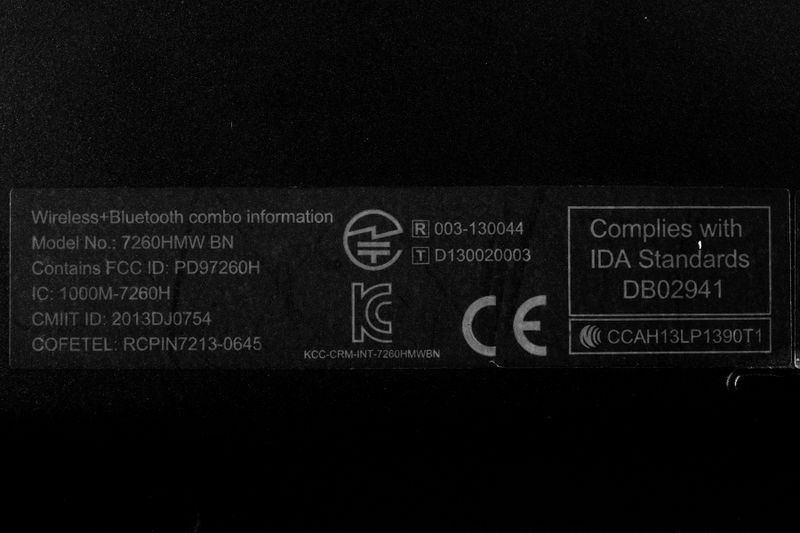 Wireless+Bluetooth combo information
Model No.: 7260HMW BN
Contains FCC ID: PD97260H
IC: 1000M-7260H
CMIIT ID: 2013DJ0754
COFETEL: RCPIN7213-0645
R 003-130044
T D130020003
KCC-CRM-INT-7260HMWBN
CE
Complies with
IDA Standards
DB02941
CCAH13LP1390T1